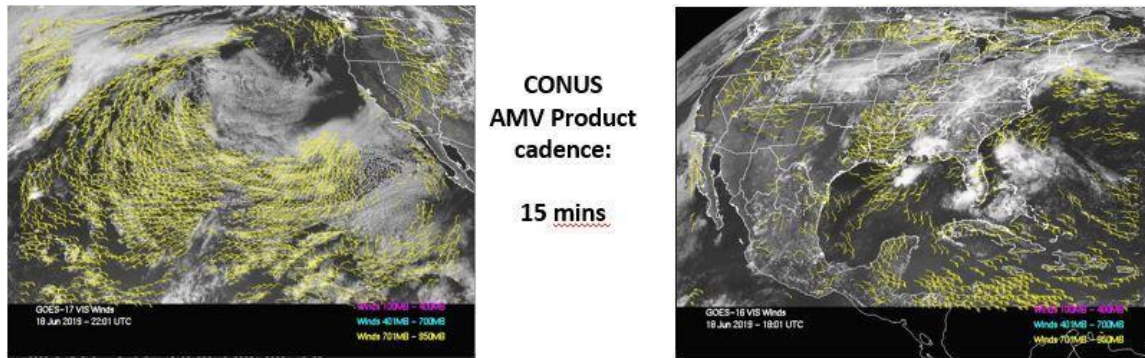 CONUS
AMV Product
cadence:
15 mins
GOES-17 VIS Winds
18 Jun 2019 - 22:01 UTC
Winds 100MB - 400MB
Winds 401MB - 700MB
Winds 701MB - 950MB
GOES-16 VIS Winds
18 Jun 2019 - 18:01 UTC
Winds 100MB - 400MB
Winds 401MB - 700MB
Winds 701MB - 950MB